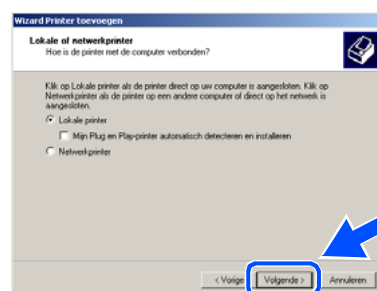 Wizard Printer toevoegen
Lokale of netwerkprinter
Hoe is de printer met de computer verbonden?
Klik op Lokale printer als de printer direct op uw computer is aangesloten. Klik op
Netwerkprinter als de printer op een andere computer of direct op het netwerk is
aangesloten.
Lokale printer
Mijn Plug en Play-printer automatisch detecteren en installeren
Netwerkprinter
< Vorige
Volgende >
Annuleren